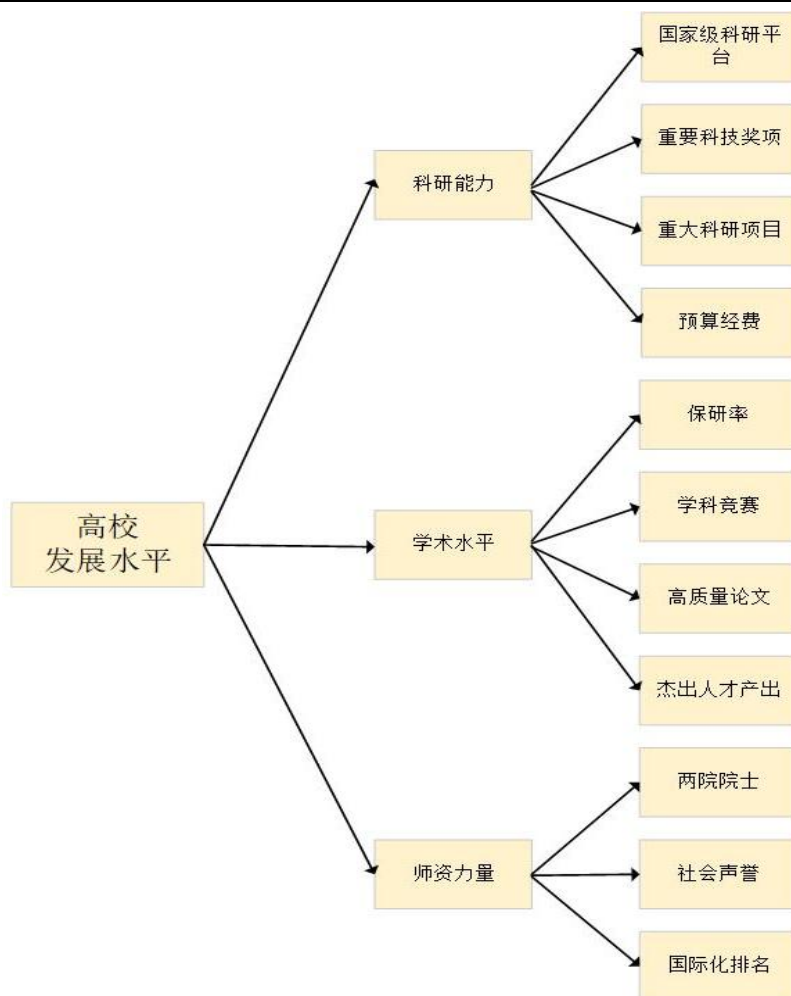 国家级科研平
台
重要科技奖项
科研能力
重大科研项目
预算经费
保研率
学科竞赛
高校
发展水平
学术水平
高质量论文
杰出人才产出
两院院士
师资力量
社会声誉
国际化排名